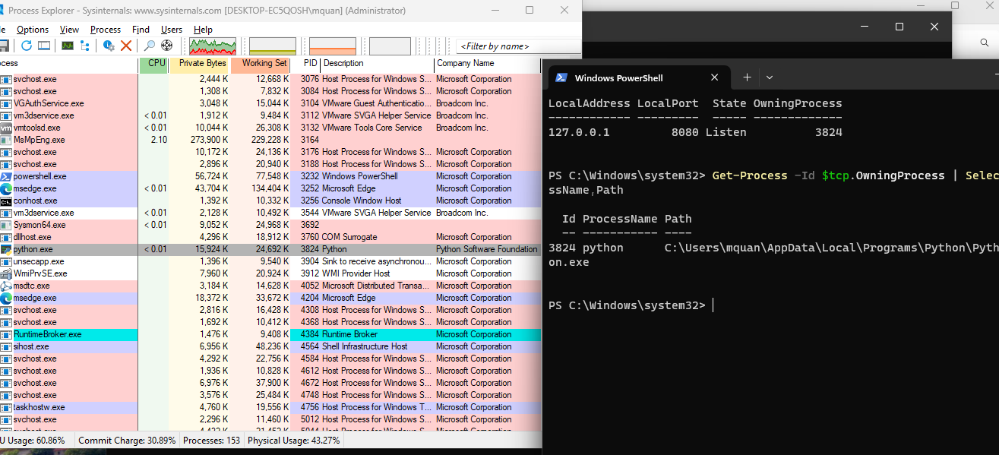 Process Explorer - Sysinternals: www.sysinternals.com [DESKTOP-EC5QOSH\mquan] (Administrator)
Options View Process Find Users Help
<Filter by name>
CPU Private Bytes Working Set PID Description Company Name
svchost.exe 2,444 K 12,668 K 3076 Host Process for Windows S... Microsoft Corporation
svchost.exe 1,308 K 7,832 K 3084 Host Process for Windows S... Microsoft Corporation
VGAuthService.exe 3,048 K 15,044 K 3104 VMware Guest Authenticatio... Broadcom Inc.
vm3dservice.exe < 0.01 1,912 K 9,484 K 3112 VMware SVGA Helper Service Broadcom Inc.
vmtoolsd.exe < 0.01 10,044 K 26,308 K 3132 VMware Tools Core Service Broadcom Inc.
MsMpEng.exe 2.10 273,900 K 229,228 K 3164
svchost.exe 10,172 K 24,136 K 3176 Host Process for Windows S... Microsoft Corporation
svchost.exe 2,896 K 20,940 K 3188 Host Process for Windows S... Microsoft Corporation
powershell.exe 56,724 K 77,548 K 3232 Windows PowerShell Microsoft Corporation
msedge.exe < 0.01 43,704 K 134,404 K 3252 Microsoft Edge Microsoft Corporation
conhost.exe 1,392 K 10,332 K 3256 Console Window Host Microsoft Corporation
vm3dservice.exe < 0.01 2,128 K 10,492 K 3544 VMware SVGA Helper Service Broadcom Inc.
Sysmon64.exe < 0.01 9,052 K 24,968 K 3692
dllhost.exe 4,296 K 18,912 K 3760 COM Surrogate Microsoft Corporation
python.exe < 0.01 15,924 K 24,692 K 3824 Python Python Software Foundation
unsecapp.exe 1,396 K 9,540 K 3904 Sink to receive asynchronou... Microsoft Corporation
WmiPrvSE.exe 7,960 K 20,924 K 3912 WMI Provider Host Microsoft Corporation
msdtc.exe 3,184 K 14,628 K 4052 Microsoft Distributed Transa... Microsoft Corporation
msedge.exe 18,372 K 33,672 K 4204 Microsoft Edge Microsoft Corporation
svchost.exe 2,816 K 16,428 K 4308 Host Process for Windows S... Microsoft Corporation
svchost.exe 1,692 K 10,412 K 4368 Host Process for Windows S... Microsoft Corporation
RuntimeBroker.exe 1,476 K 9,408 K 4384 Runtime Broker Microsoft Corporation
sihost.exe 6,956 K 48,236 K 4564 Shell Infrastructure Host Microsoft Corporation
svchost.exe 4,292 K 22,756 K 4584 Host Process for Windows S... Microsoft Corporation
svchost.exe 1,936 K 10,828 K 4612 Host Process for Windows S... Microsoft Corporation
svchost.exe 6,976 K 37,900 K 4672 Host Process for Windows S... Microsoft Corporation
svchost.exe 3,576 K 25,484 K 4748 Host Process for Windows S... Microsoft Corporation
taskhostw.exe 4,760 K 19,556 K 4756 Host Process for Windows T... Microsoft Corporation
svchost.exe 2,296 K 11,460 K 5012 Host Process for Windows S... Microsoft Corporation
U Usage: 60.86% Commit Charge: 30.89% Processes: 153 Physical Usage: 43.27%
Windows PowerShell
LocalAddress LocalPort State OwningProcess
------------ --------- ----- -------------
127.0.0.1 8080 Listen 3824
PS C:\Windows\system32> Get-Process -Id $tcp.OwningProcess | Selec
ssName,Path
Id ProcessName Path
-- ----------- ----
3824 python C:\Users\mquan\AppData\Local\Programs\Python\Pyth
on.exe
PS C:\Windows\system32>